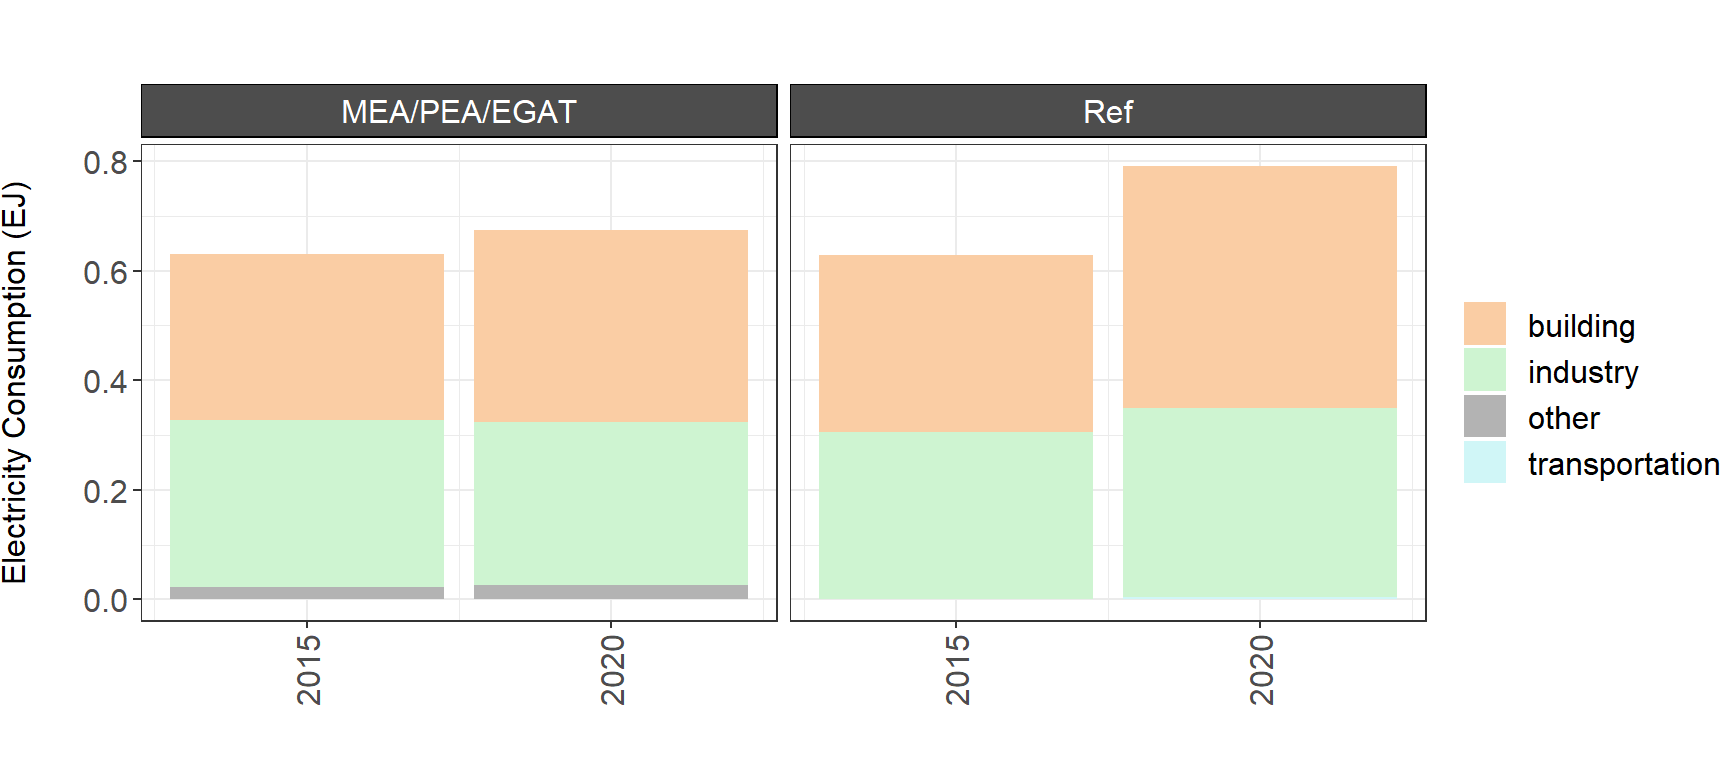 MEA/PEA/EGAT
Ref
Electricity Consumption (EJ)
0.8
0.6
0.4
0.2
0.0
2015
2020
2015
2020
building
industry
other
transportation